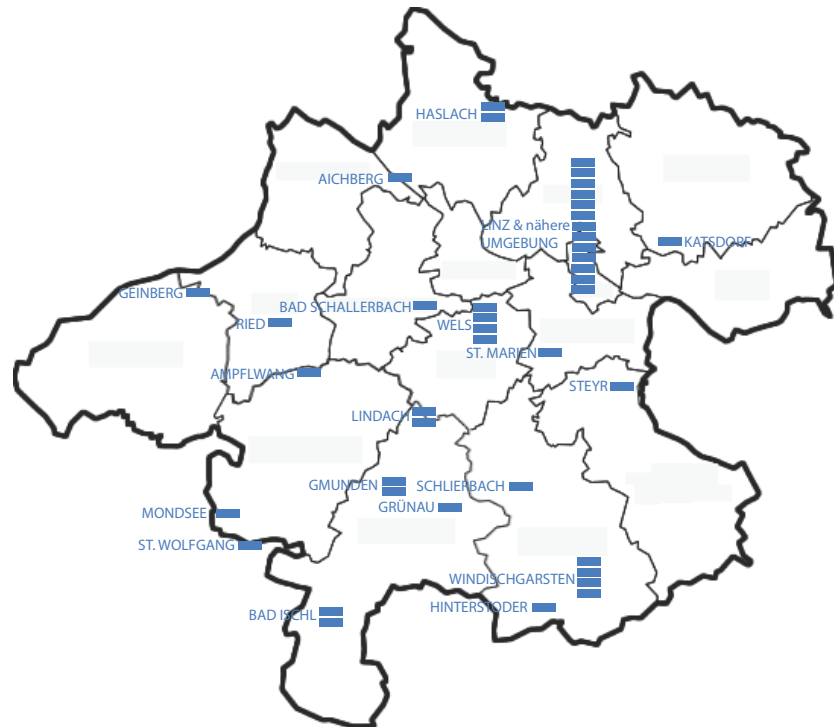 HASLACH
AICHBERG
LINZ & nähere
UMGEBUNG
KATSDORF
GEINBERG
BAD SCHALLERBACH
RIED
WELS
ST. MARIEN
AMPFLWANG
STEYR
LINDACH
GMUNDEN
SCHLIERBACH
GRÜNAU
MONDSEE
ST. WOLFGANG
WINDISCHGARSTEN
HINTERSTODER
BAD ISCHL